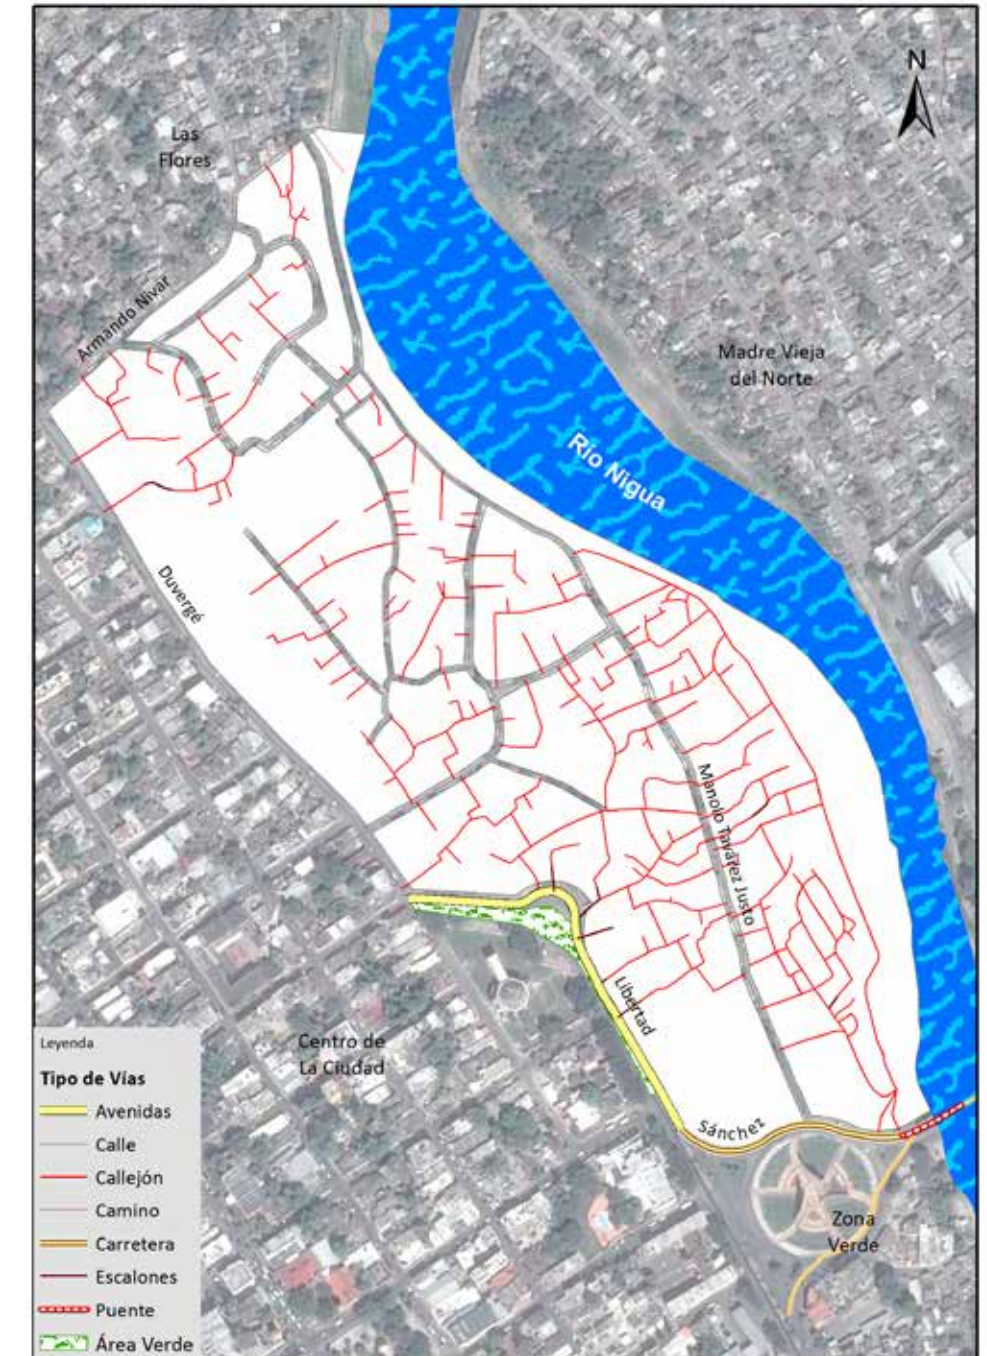 N
Las
Flores
Armando Nivar
Madre Vieja
del Norte
Río Nigua
Duvergé
Manolo Tavárez Justo
Libertad
Centro de
La Ciudad
Sánchez
Zona
Verde
Leyenda
Tipo de Vías
Avenidas
Calle
Callejón
Camino
Carretera
Escalones
Puente
Área Verde